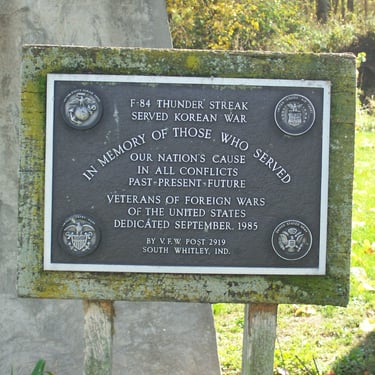 F-84 THUNDER STREAK
SERVED KOREAN WAR
IN MEMORY OF THOSE, WHO SERVED
OUR NATION'S CAUSE
IN ALL CONFLICTS
PAST-PRESENT-FUTURE
VETERANS OF FOREIGN WARS
OF THE UNITED STATES
DEDICATED SEPTEMBER, 1985
BY V.F.W. POST 2919
SOUTH WHITLEY, IND.